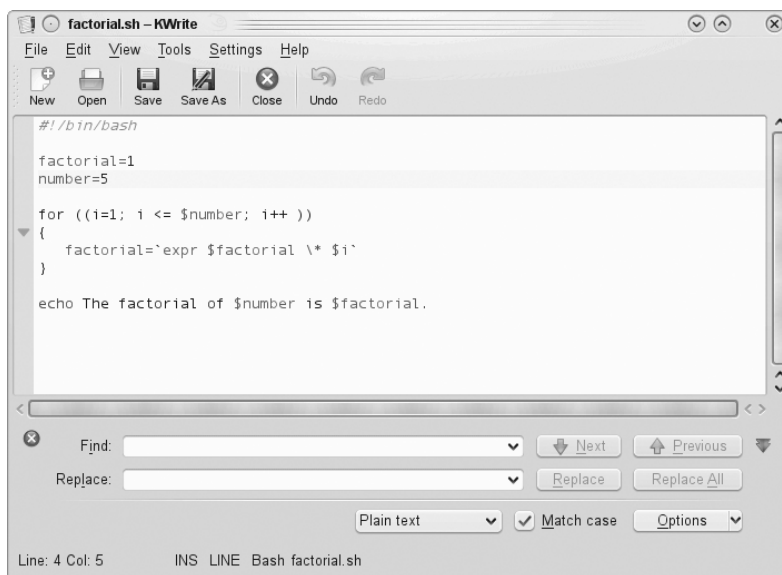 factorial.sh – KWrite
File Edit View Tools Settings Help
New Open Save Save As Close Undo Redo
#!/bin/bash
factorial=1
number=5
for ((i=1; i <= $number; i++ ))
{
factorial=`expr $factorial \* $i`
}
echo The factorial of $number is $factorial.
Find: Next Previous
Replace: Replace Replace All
Plain text Match case Options
Line: 4 Col: 5 INS LINE Bash factorial.sh